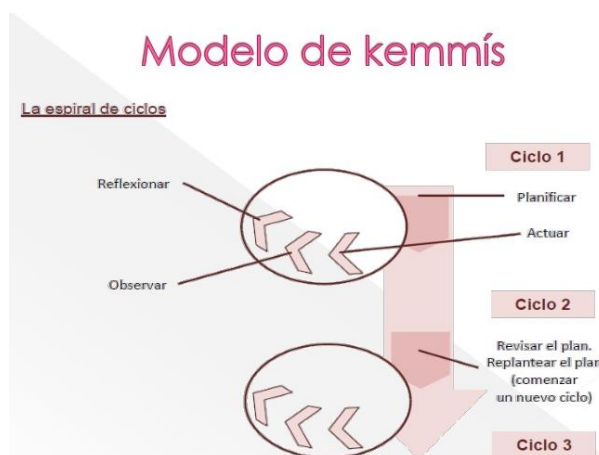 Modelo de kemmís
La espiral de ciclos
Ciclo 1
Reflexionar
Planificar
Actuar
Observar
Ciclo 2
Revisar el plan.
Replantear el plan
(comenzar
un nuevo ciclo)
Ciclo 3